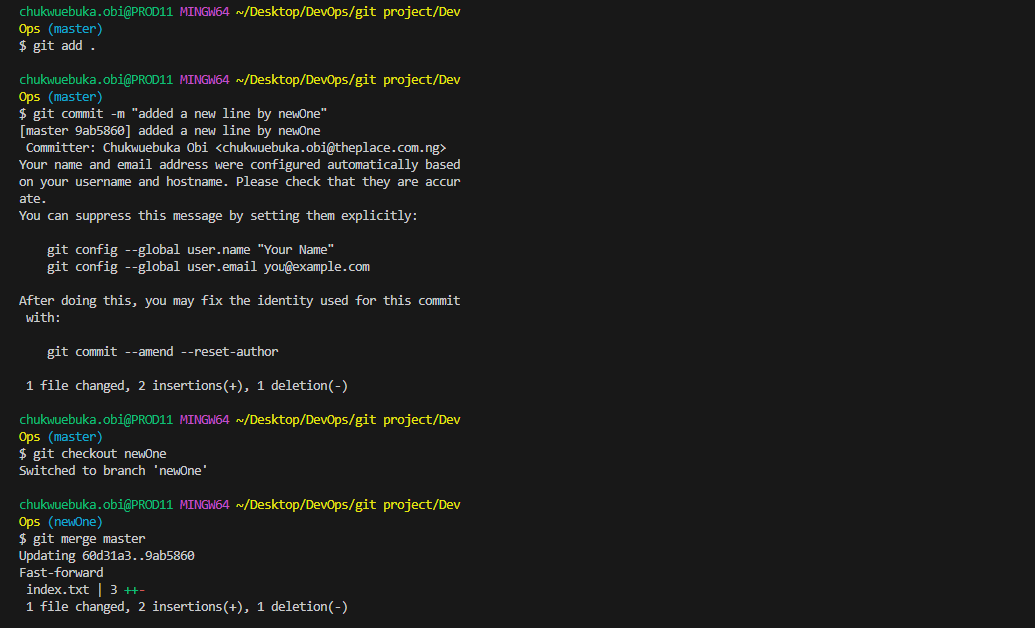 chukwuebuka.obi@PROD11 MINGW64 ~/Desktop/DevOps/git project/Dev
Ops (master)
$ git add .
chukwuebuka.obi@PROD11 MINGW64 ~/Desktop/DevOps/git project/Dev
Ops (master)
$ git commit -m "added a new line by newOne"
[master 9ab5860] added a new line by newOne
Committer: Chukwuebuka Obi <chukwuebuka.obi@theplace.com.ng>
Your name and email address were configured automatically based
on your username and hostname. Please check that they are accur
ate.
You can suppress this message by setting them explicitly:
git config --global user.name "Your Name"
git config --global user.email you@example.com
After doing this, you may fix the identity used for this commit
with:
git commit --amend --reset-author
1 file changed, 2 insertions(+), 1 deletion(-)
chukwuebuka.obi@PROD11 MINGW64 ~/Desktop/DevOps/git project/Dev
Ops (master)
$ git checkout newOne
Switched to branch 'newOne'
chukwuebuka.obi@PROD11 MINGW64 ~/Desktop/DevOps/git project/Dev
Ops (newOne)
$ git merge master
Updating 60d31a3..9ab5860
Fast-forward
index.txt | 3 ++-
1 file changed, 2 insertions(+), 1 deletion(-)